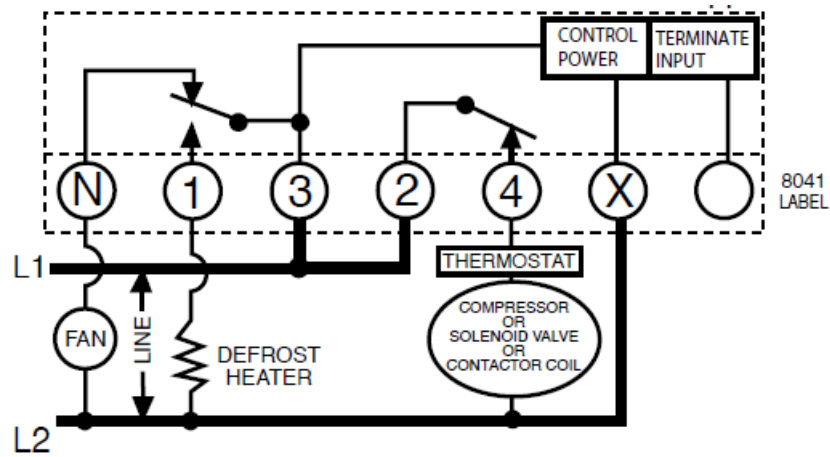 CONTROL
POWER
TERMINATE
INPUT
N
1
3
2
4
X
8041
LABEL
L1
THERMOSTAT
FAN
LINE
DEFROST
HEATER
COMPRESSOR
OR
SOLENOID VALVE
OR
CONTACTOR COIL
L2